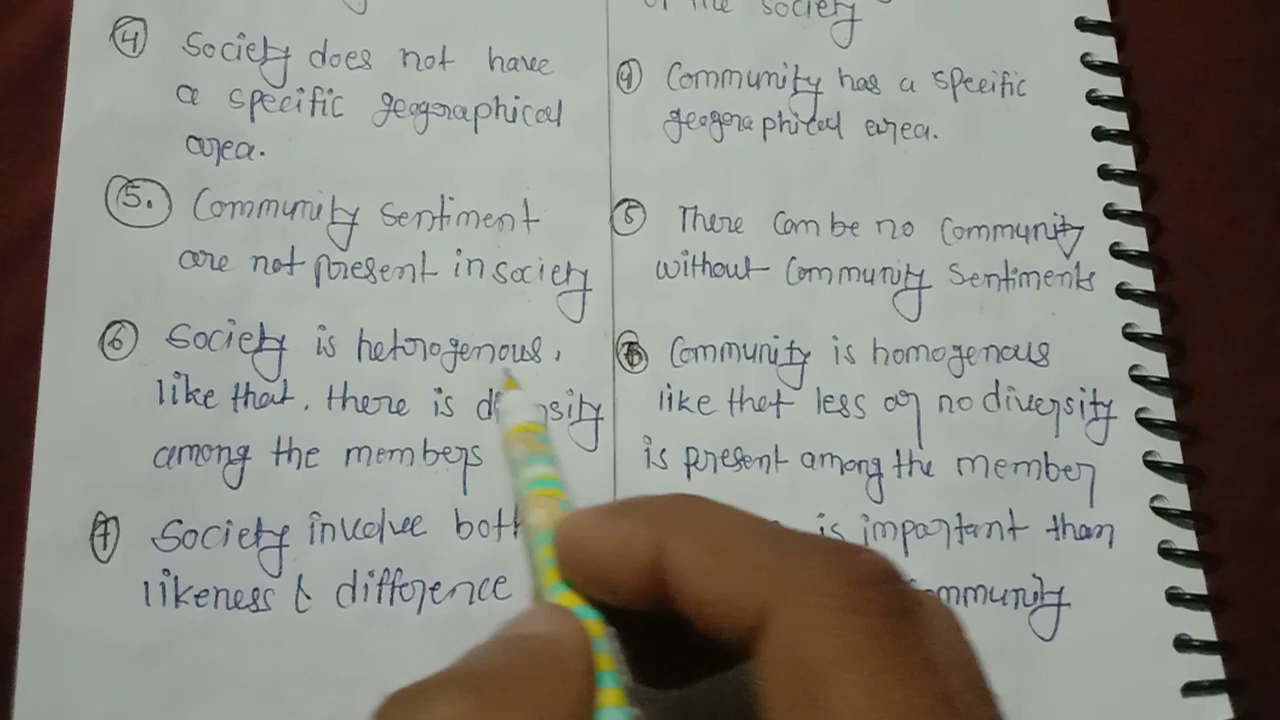 ④ Society does not have
a specific geographical
area.
⑤. Community sentiment
are not present in society
⑥ Society is heterogenous,
like that, there is
among the members
⑦ Society involve both
likeness & difference
of the society
④ Community has a specific
geographical area.
⑤ There can be no community
without community sentiments
⑥ Community is homogenous
like that less or no diversity
is present among the member
is important than